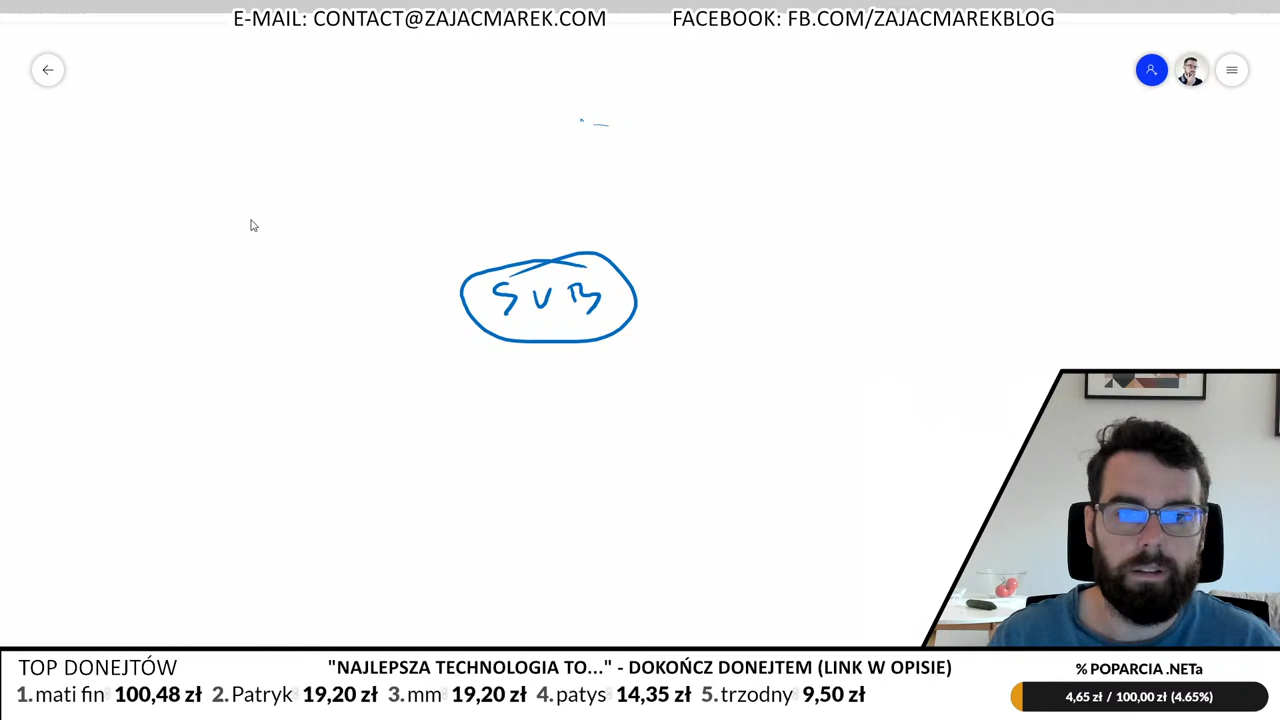 E-MAIL: CONTACT@ZAJACMAREK.COM FACEBOOK: FB.COM/ZAJACMAREKBLOG
SUB
TOP DONEJTÓW "NAJLEPSZA TECHNOLOGIA TO..." - DOKOŃCZ DONEJTEM (LINK W OPISIE) % POPARCIA .NETa
1. mati fin 100,48 zł 2. Patryk 19,20 zł 3. mm 19,20 zł 4. patys 14,35 zł 5. trzodny 9,50 zł 4,65 zł / 100,00 zł (4.65%)